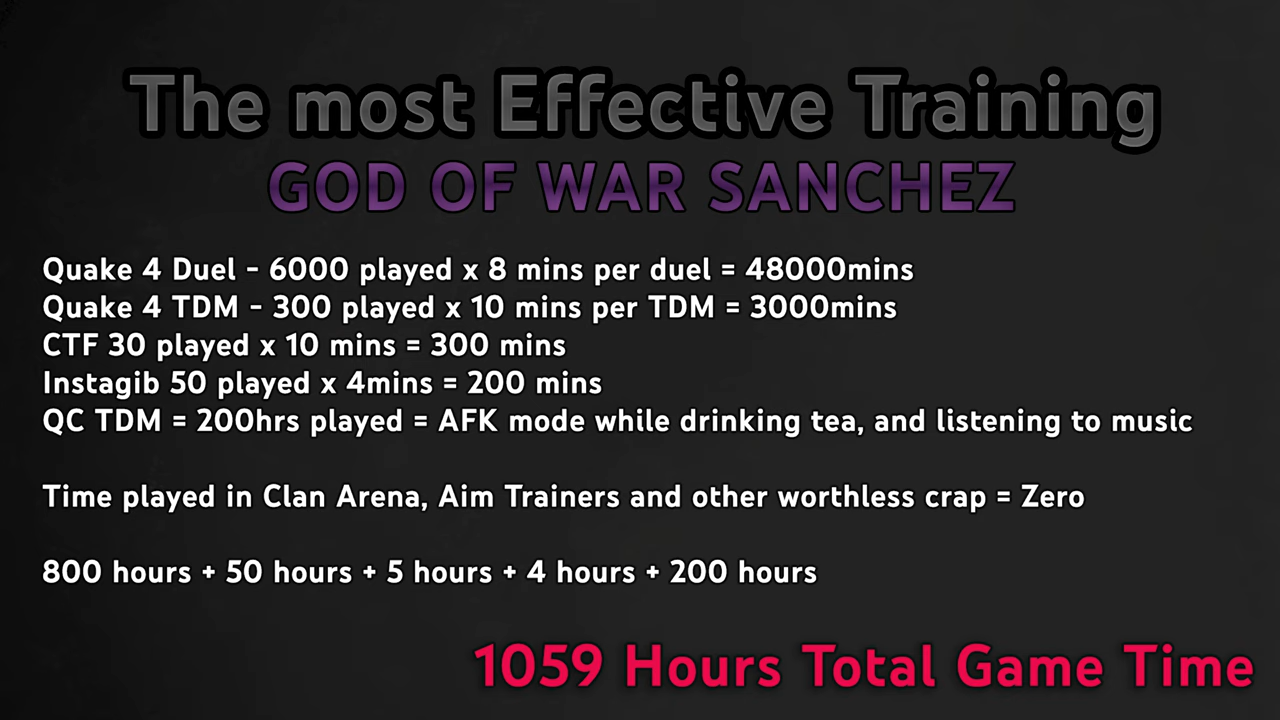 The most Effective Training
GOD OF WAR SANCHEZ
Quake 4 Duel - 6000 played x 8 mins per duel = 48000mins
Quake 4 TDM - 300 played x 10 mins per TDM = 3000mins
CTF 30 played x 10 mins = 300 mins
Instagib 50 played x 4mins = 200 mins
QC TDM = 200hrs played = AFK mode while drinking tea, and listening to music
Time played in Clan Arena, Aim Trainers and other worthless crap = Zero
800 hours + 50 hours + 5 hours + 4 hours + 200 hours
1059 Hours Total Game Time